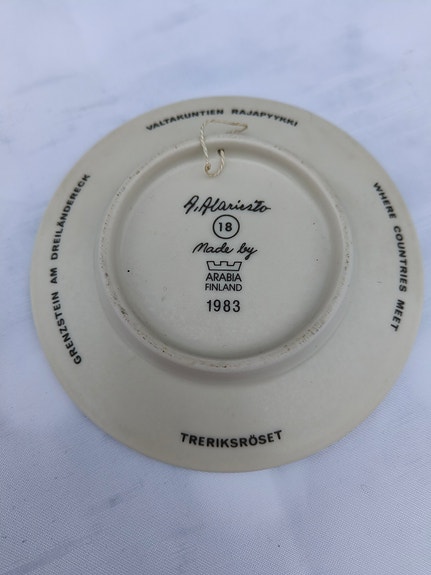 VALTAKUNTIEN RAJAPYYKKI
WHERE COUNTRIES MEET
TRERIKSRÖSET
GRENZSTEIN AM DREILÄNDERECK
A. Alariesto
18
Made by
ARABIA
FINLAND
1983